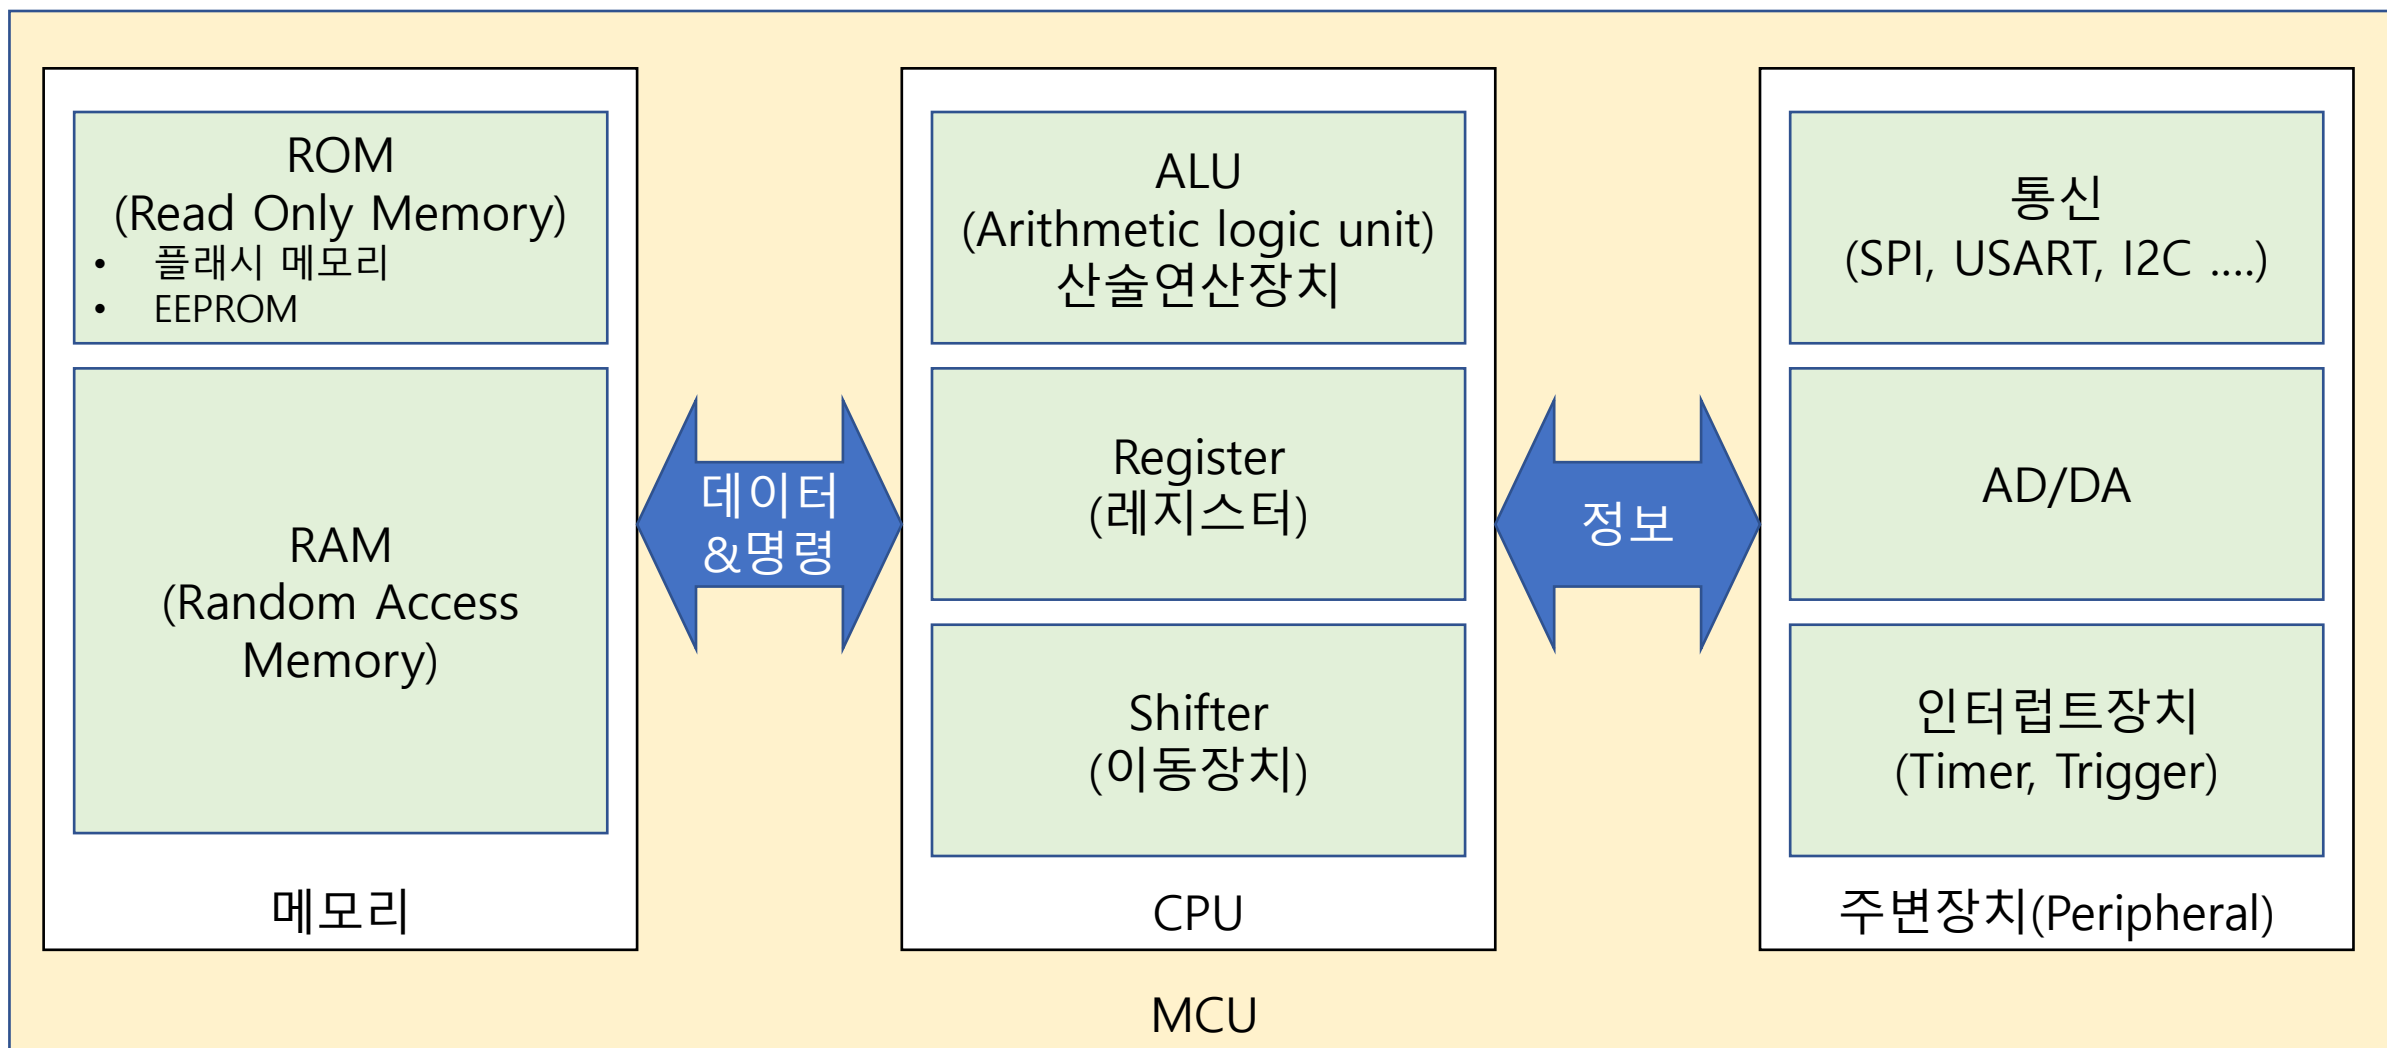 ROM
(Read Only Memory)
• 플래시 메모리
• EEPROM
RAM
(Random Access
Memory)
메모리
데이터
&명령
ALU
(Arithmetic logic unit)
산술연산장치
Register
(레지스터)
Shifter
(이동장치)
CPU
정보
통신
(SPI, USART, I2C ....)
AD/DA
인터럽트장치
(Timer, Trigger)
주변장치(Peripheral)
MCU